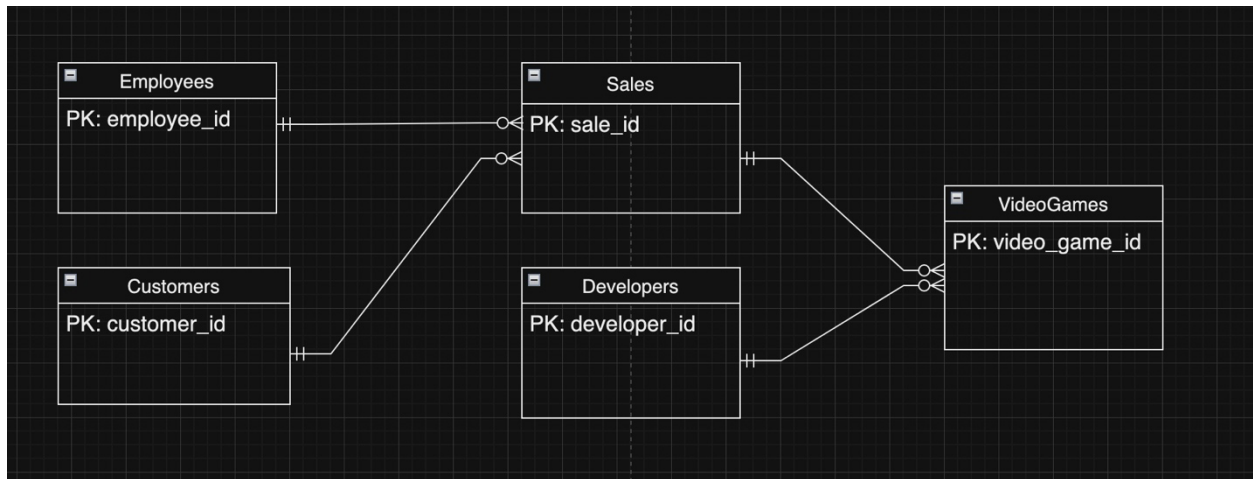 Employees
PK: employee_id
Sales
PK: sale_id
VideoGames
PK: video_game_id
Customers
PK: customer_id
Developers
PK: developer_id